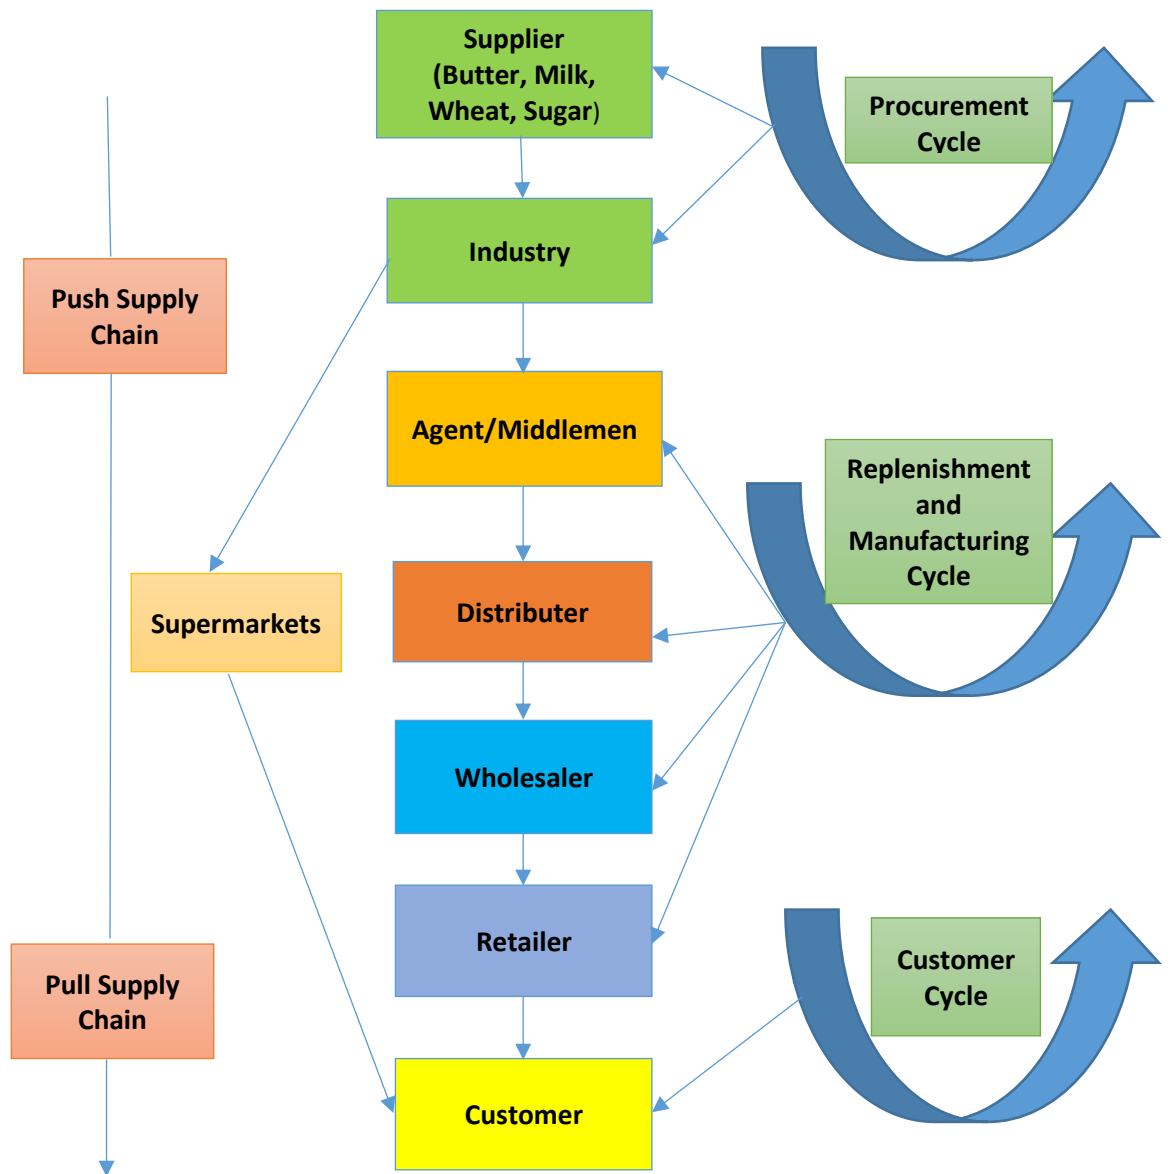 Supplier
(Butter, Milk,
Wheat, Sugar)
Procurement
Cycle
Industry
Push Supply
Chain
Agent/Middlemen
Replenishment
and
Manufacturing
Cycle
Supermarkets
Distributer
Wholesaler
Retailer
Customer
Cycle
Pull Supply
Chain
Customer